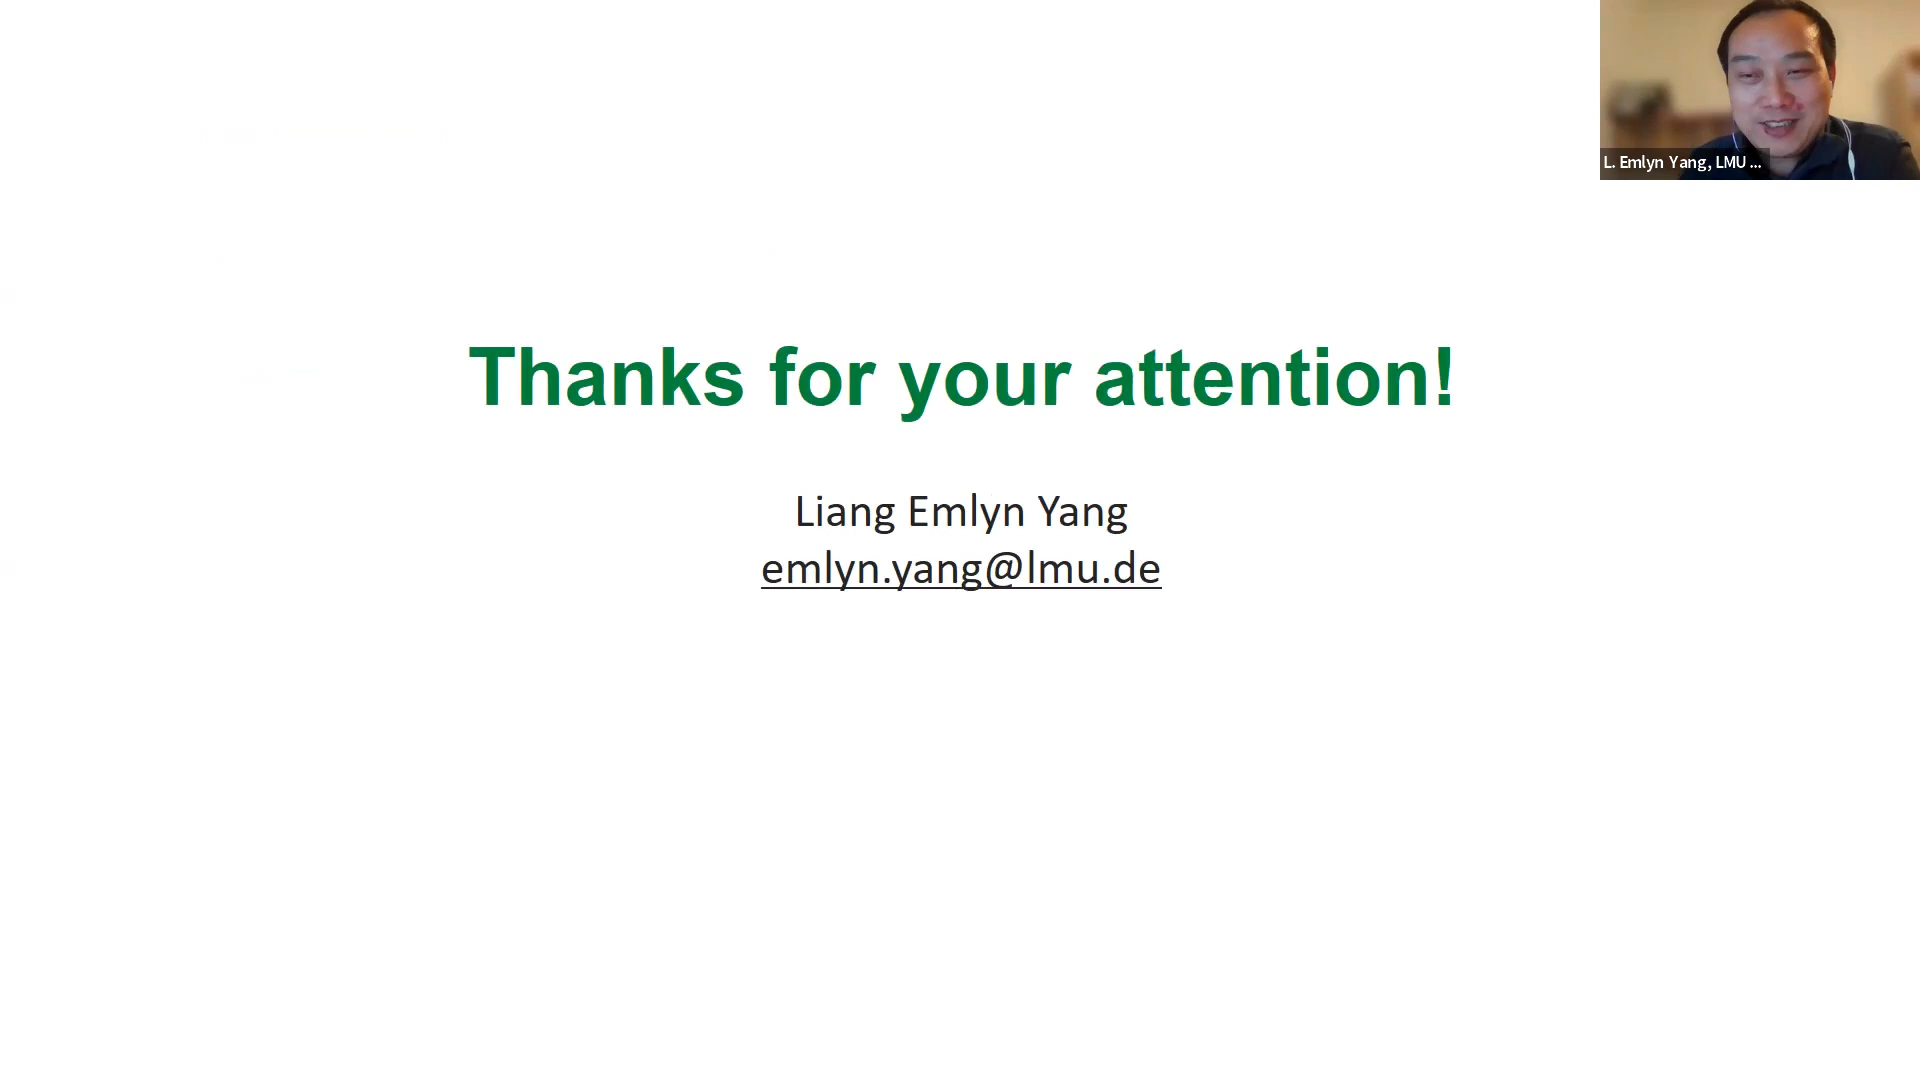 L. Emlyn Yang, LMU ...
Thanks for your attention!
Liang Emlyn Yang
emlyn.yang@lmu.de